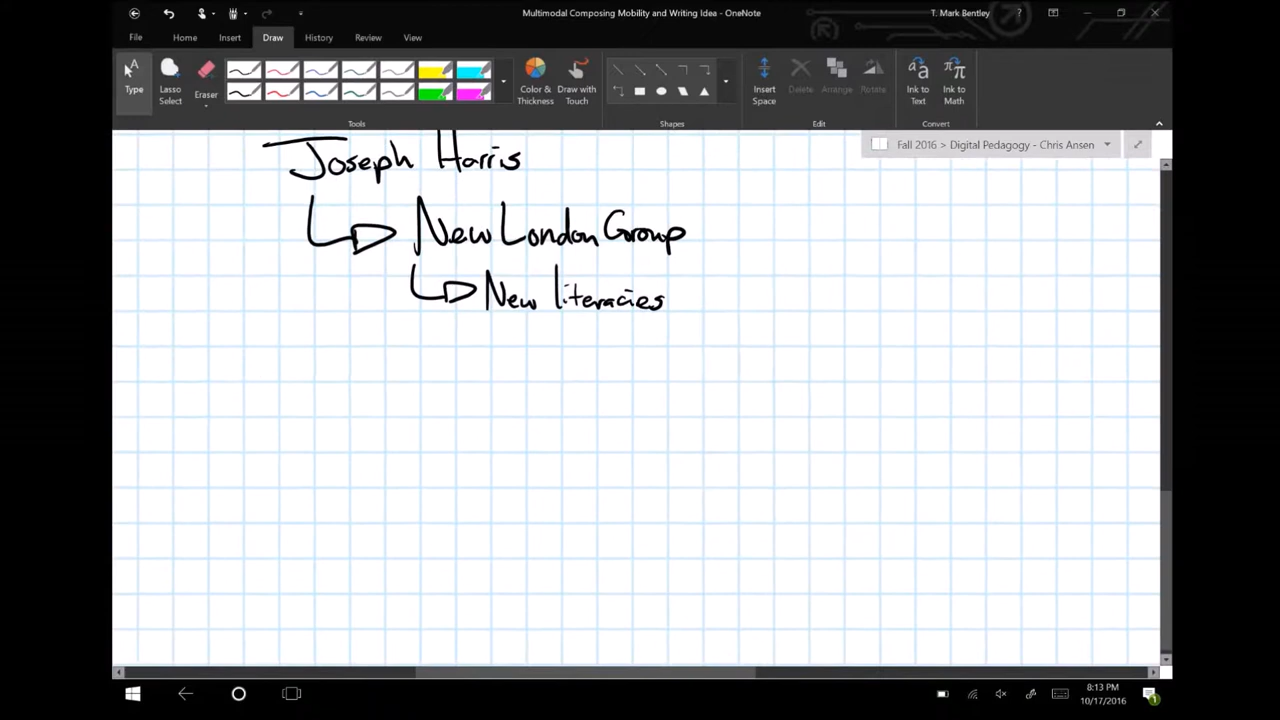 Multimodal Composing Mobility and Writing Idea - OneNote
T. Mark Bentley
?
File
Home
Insert
Draw
History
Review
View
Type
Lasso Select
Eraser
Color & Thickness
Draw with Touch
Insert Space
Delete
Arrange
Rotate
Ink to Text
Ink to Math
Tools
Shapes
Edit
Convert
Fall 2016 > Digital Pedagogy - Chris Ansen
Joseph Harris
New London Group
New literacies
8:13 PM
10/17/2016
1